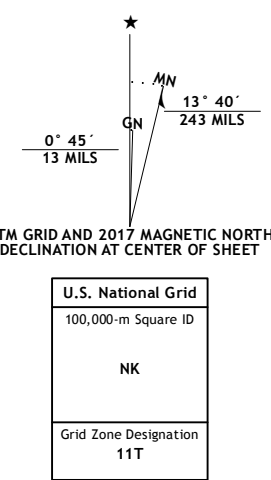 ★
MN
GN
13° 40´
243 MILS
0° 45´
13 MILS
TM GRID AND 2017 MAGNETIC NORTH
DECLINATION AT CENTER OF SHEET
U.S. National Grid
100,000-m Square ID
NK
Grid Zone Designation
11T